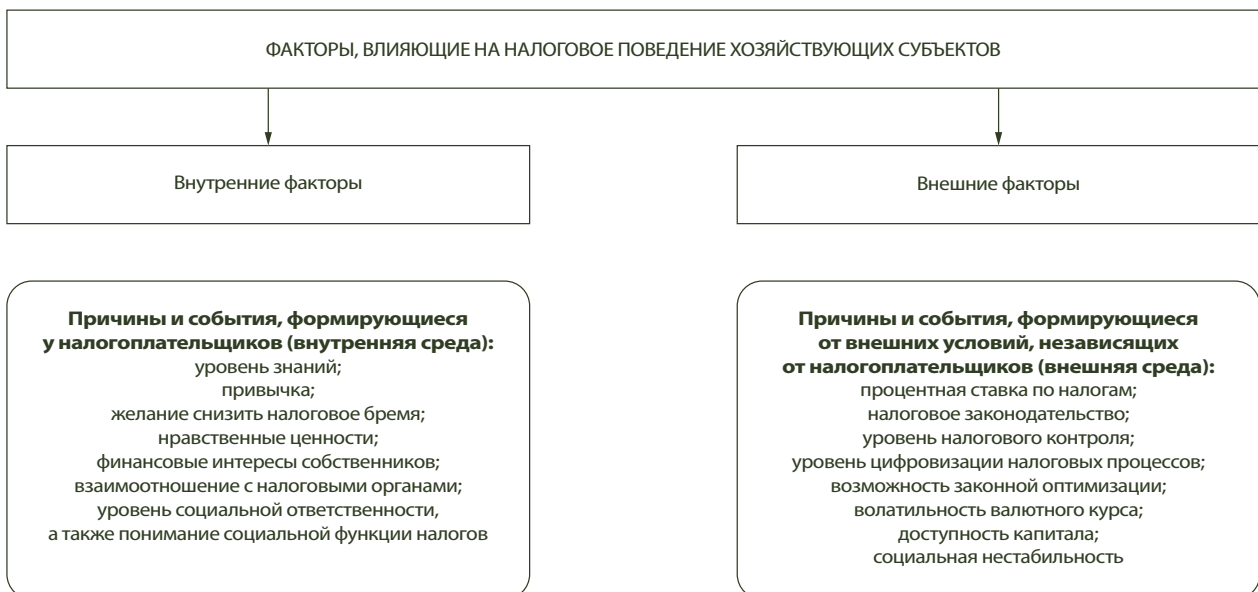 ФАКТОРЫ, ВЛИЯЮЩИЕ НА НАЛОГОВОЕ ПОВЕДЕНИЕ ХОЗЯЙСТВУЮЩИХ СУБЪЕКТОВ
Внутренние факторы
Внешние факторы
Причины и события, формирующиеся
у налогоплательщиков (внутренняя среда):
уровень знаний;
привычка;
желание снизить налоговое бремя;
нравственные ценности;
финансовые интересы собственников;
взаимоотношение с налоговыми органами;
уровень социальной ответственности,
а также понимание социальной функции налогов
Причины и события, формирующиеся
от внешних условий, независящих
от налогоплательщиков (внешняя среда):
процентная ставка по налогам;
налоговое законодательство;
уровень налогового контроля;
уровень цифровизации налоговых процессов;
возможность законной оптимизации;
волатильность валютного курса;
доступность капитала;
социальная нестабильность